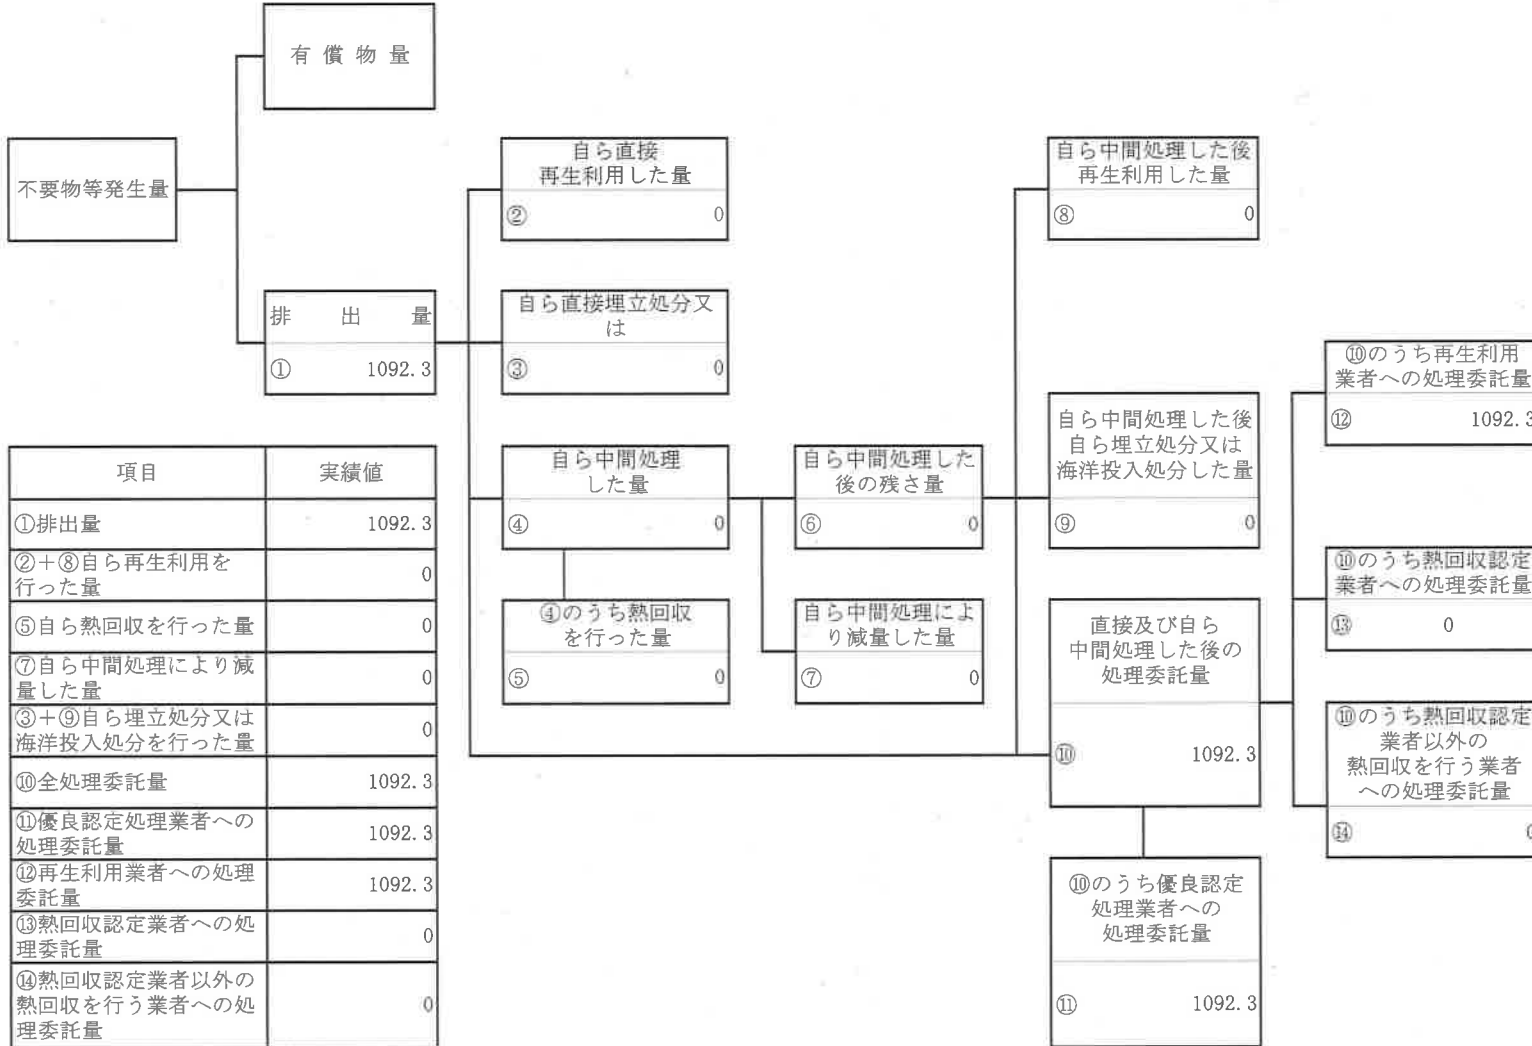 有 償 物 量
不要物等発生量
排 出 量
① 1092.3
自ら直接
再生利用した量
② 0
自ら直接埋立処分又
は
③ 0
自ら中間処理
した量
④ 0
④のうち熱回収
を行った量
⑤ 0
自ら中間処理した
後の残さ量
⑥ 0
自ら中間処理によ
り減量した量
⑦ 0
自ら中間処理した後
再生利用した量
⑧ 0
自ら中間処理した後
自ら埋立処分又は
海洋投入処分した量
⑨ 0
直接及び自ら
中間処理した後の
処理委託量
⑩ 1092.3
⑩のうち優良認定
処理業者への
処理委託量
⑪ 1092.3
⑩のうち再生利用
業者への処理委託量
⑫ 1092.3
⑩のうち熱回収認定
業者への処理委託量
⑬ 0
⑩のうち熱回収認定
業者以外の
熱回収を行う業者
への処理委託量
⑭ 0
項目 実績値
①排出量 1092.3
②+⑧自ら再生利用を
行った量 0
⑤自ら熱回収を行った量 0
⑦自ら中間処理により減
量した量 0
③+⑨自ら埋立処分又は
海洋投入処分を行った量 0
⑩全処理委託量 1092.3
⑪優良認定処理業者への
処理委託量 1092.3
⑫再生利用業者への処理
委託量 1092.3
⑬熱回収認定業者への処
理委託量 0
⑭熱回収認定業者以外の
熱回収を行う業者への処
理委託量 0